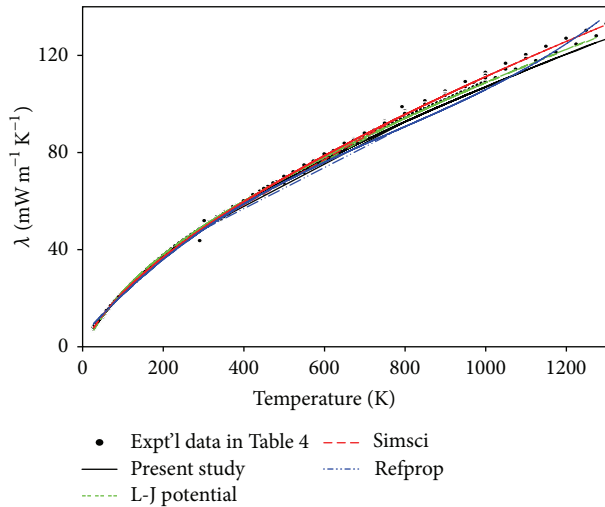 120
80
40
0
λ (mW m⁻¹ K⁻¹)
0 200 400 600 800 1000 1200
Temperature (K)
Expt'l data in Table 4
Present study
L-J potential
Simsci
Refprop